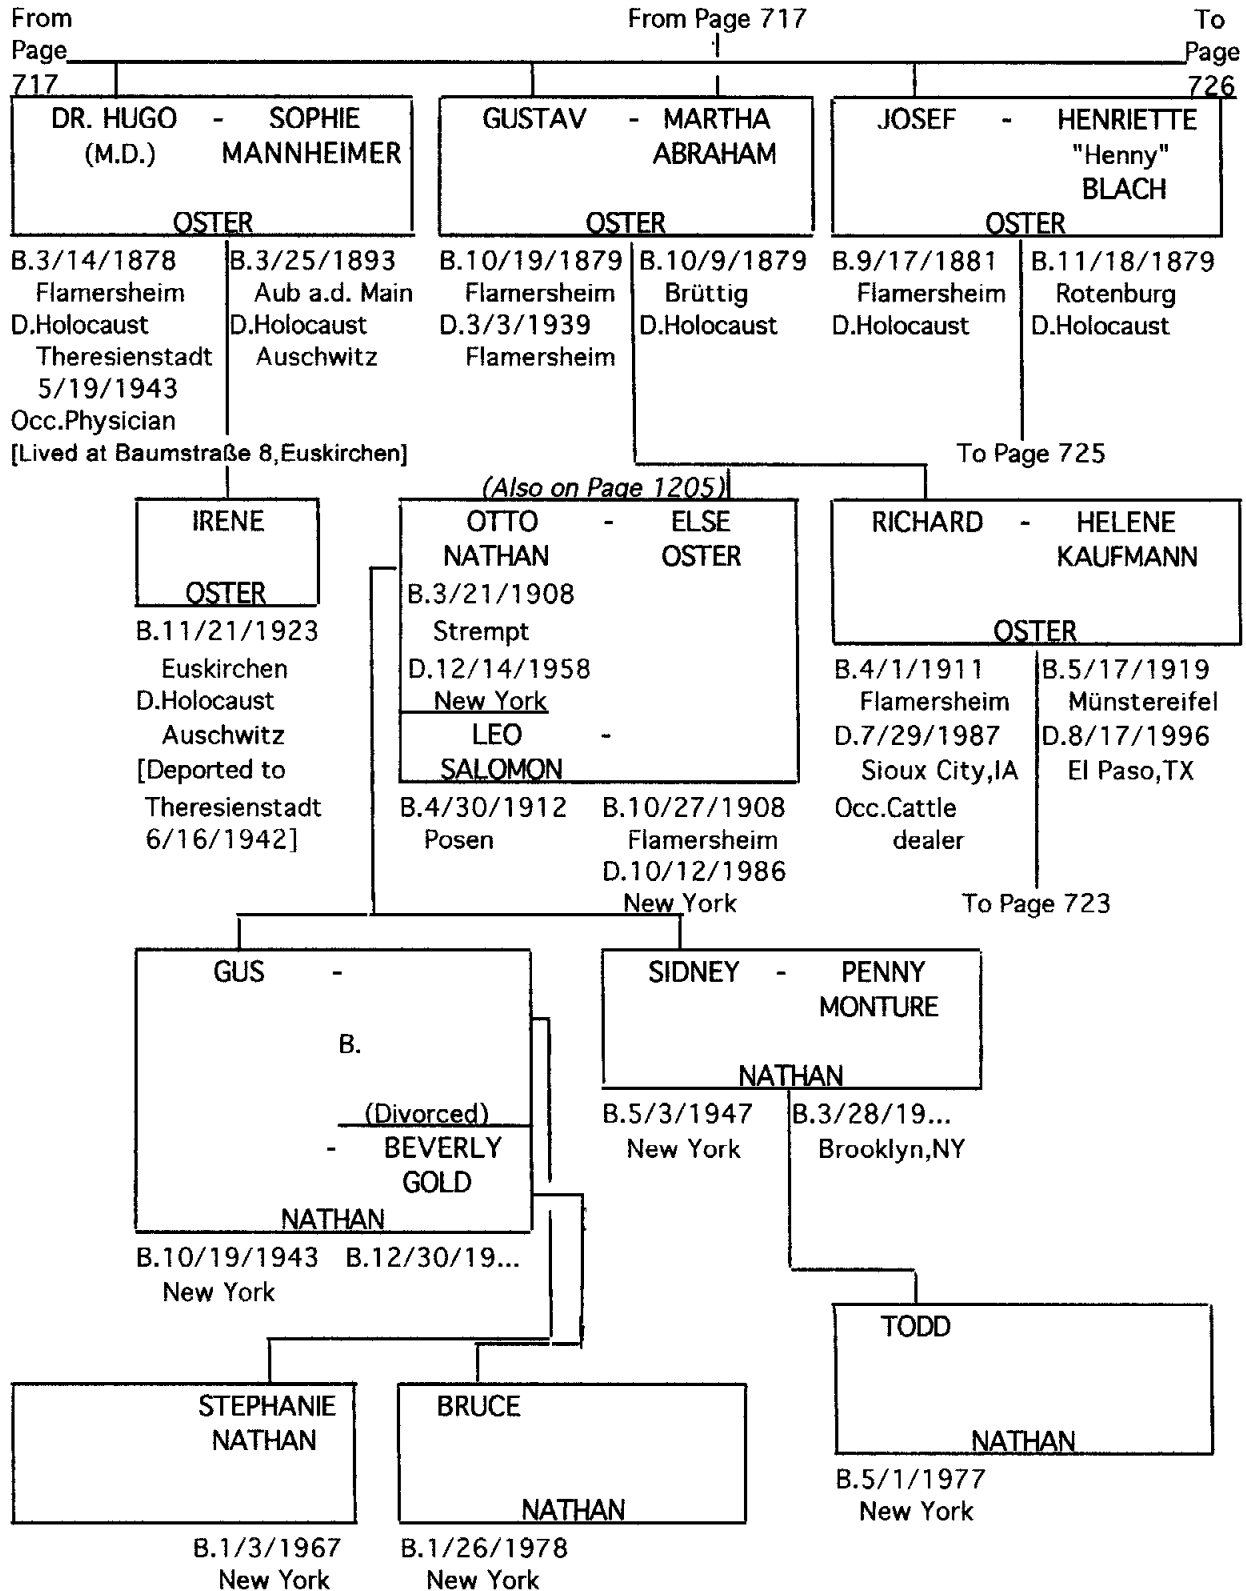 From Page 717
From
Page
717
To
Page
726
DR. HUGO - SOPHIE
(M.D.) MANNHEIMER
OSTER
B.3/14/1878 B.3/25/1893
Flamersheim Aub a.d. Main
D.Holocaust D.Holocaust
Theresienstadt Auschwitz
5/19/1943
Occ.Physician
[Lived at Baumstraße 8,Euskirchen]
GUSTAV - MARTHA
ABRAHAM
OSTER
B.10/19/1879 B.10/9/1879
Flamersheim Brüttig
D.3/3/1939 D.Holocaust
Flamersheim
JOSEF - HENRIETTE
"Henny"
BLACH
OSTER
B.9/17/1881 B.11/18/1879
Flamersheim Rotenburg
D.Holocaust D.Holocaust
To Page 725
IRENE
OSTER
B.11/21/1923
Euskirchen
D.Holocaust
Auschwitz
[Deported to
Theresienstadt
6/16/1942]
(Also on Page 1205)
OTTO - ELSE
NATHAN OSTER
B.3/21/1908
Strempt
D.12/14/1958
New York
LEO -
SALOMON
B.4/30/1912 B.10/27/1908
Posen Flamersheim
D.10/12/1986
New York
RICHARD - HELENE
KAUFMANN
OSTER
B.4/1/1911 B.5/17/1919
Flamersheim Münstereifel
D.7/29/1987 D.8/17/1996
Sioux City,IA El Paso,TX
Occ.Cattle
dealer
To Page 723
GUS -
B.
(Divorced)
- BEVERLY
GOLD
NATHAN
B.10/19/1943 B.12/30/19...
New York
SIDNEY - PENNY
MONTURE
NATHAN
B.5/3/1947 B.3/28/19...
New York Brooklyn,NY
STEPHANIE
NATHAN
B.1/3/1967
New York
BRUCE
NATHAN
B.1/26/1978
New York
TODD
NATHAN
B.5/1/1977
New York